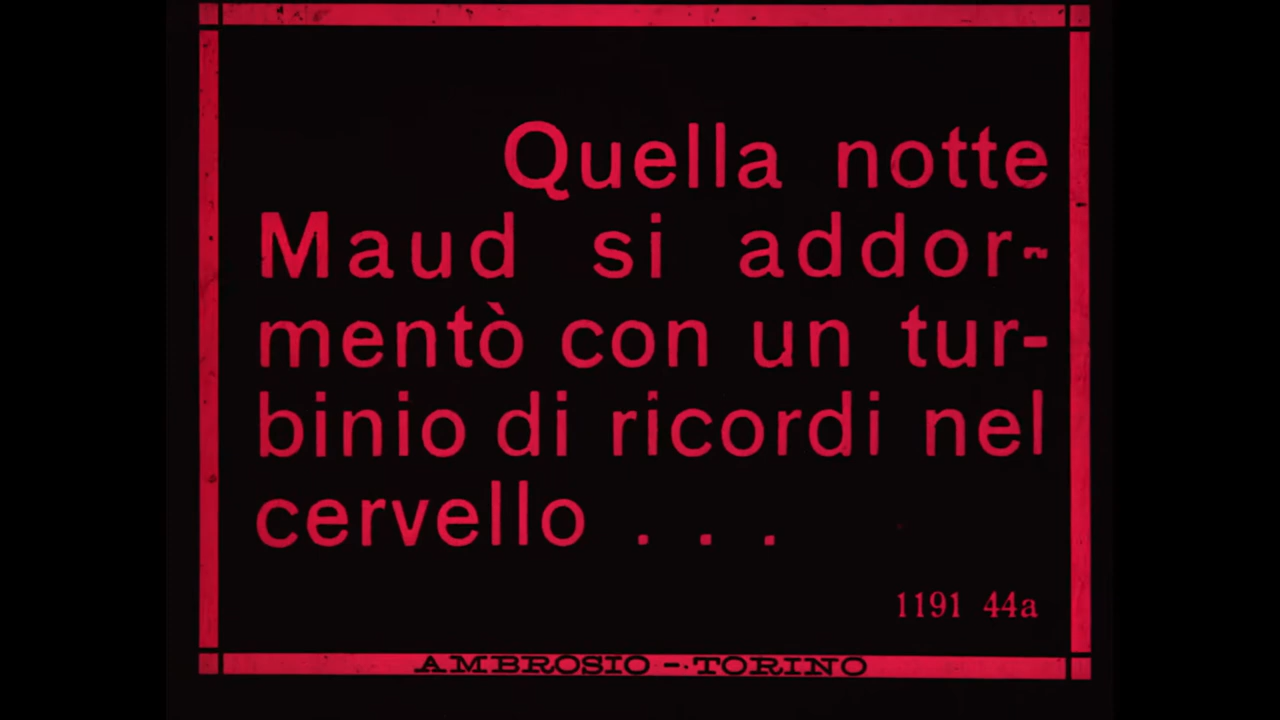 Quella notte
Maud si addor-
mentò con un tur-
binio di ricordi nel
cervello . . .
1191 44a
AMBROSIO - TORINO